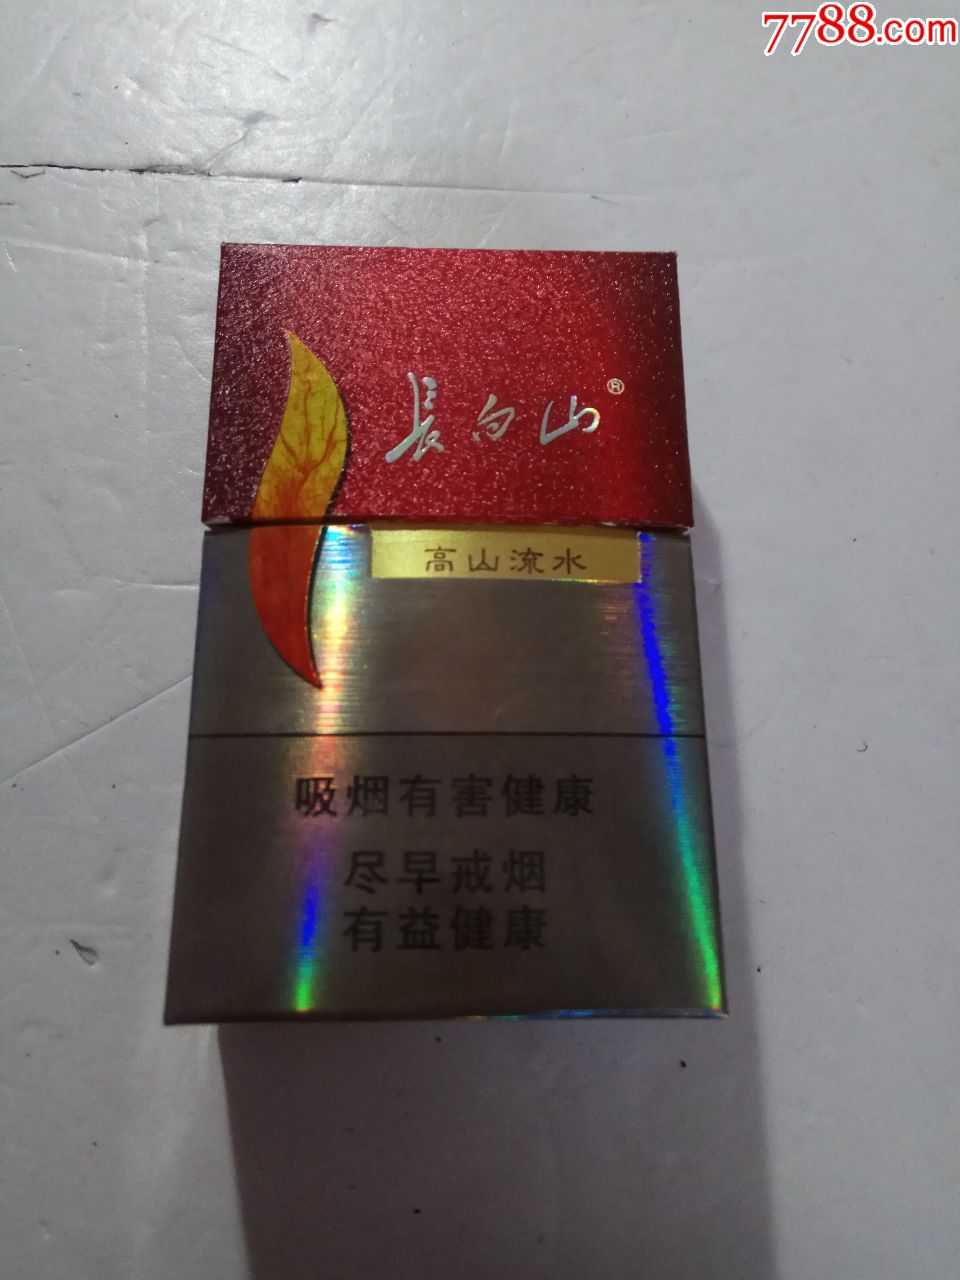 7788.com
長白山®
高山流水
吸烟有害健康
尽早戒烟
有益健康